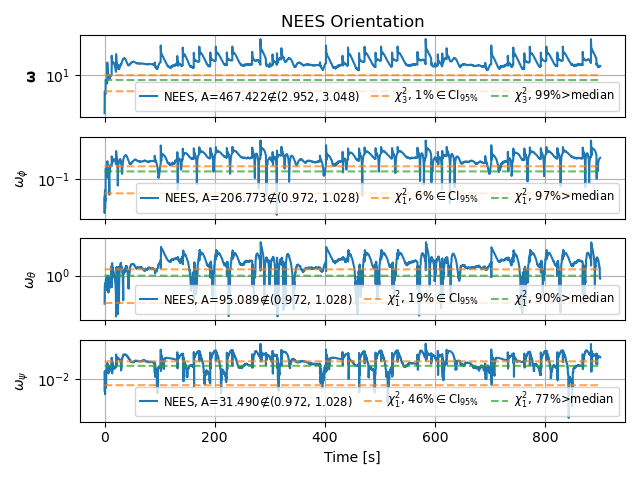 NEES Orientation
ω
10¹
NEES, A=467.422∉(2.952, 3.048) χ²₃, 1%∈CI₉₅% χ²₃, 99%>median
ω_ϕ
10⁻¹
NEES, A=206.773∉(0.972, 1.028) χ²₁, 6%∈CI₉₅% χ²₁, 97%>median
ω_θ
10⁰
NEES, A=95.089∉(0.972, 1.028) χ²₁, 19%∈CI₉₅% χ²₁, 90%>median
ω_ψ
10⁻²
NEES, A=31.490∉(0.972, 1.028) χ²₁, 46%∈CI₉₅% χ²₁, 77%>median
0 200 400 600 800
Time [s]